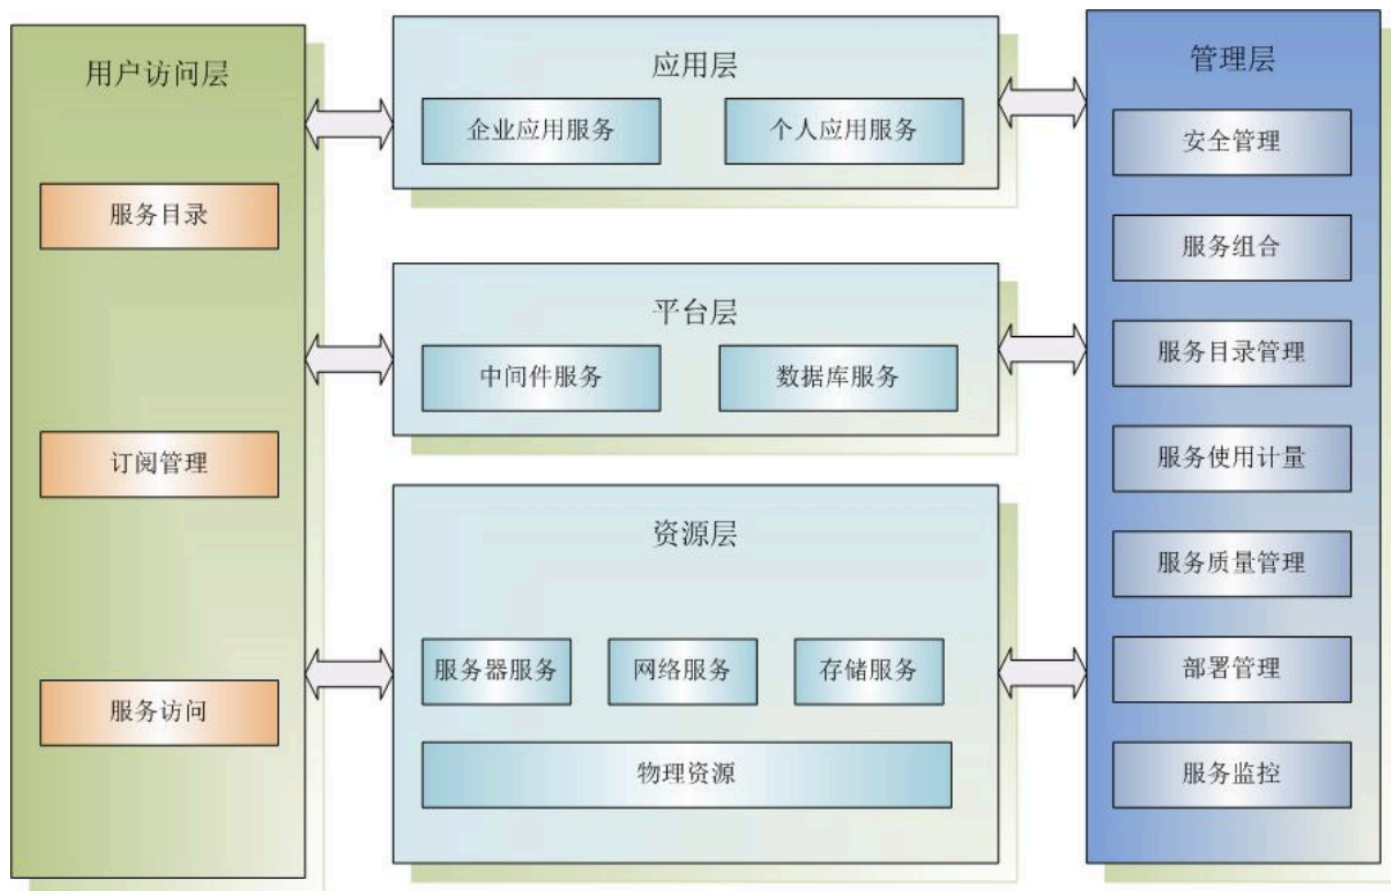 用户访问层
服务目录
订阅管理
服务访问
应用层
企业应用服务
个人应用服务
平台层
中间件服务
数据库服务
资源层
服务器服务
网络服务
存储服务
物理资源
管理层
安全管理
服务组合
服务目录管理
服务使用计量
服务质量管理
部署管理
服务监控